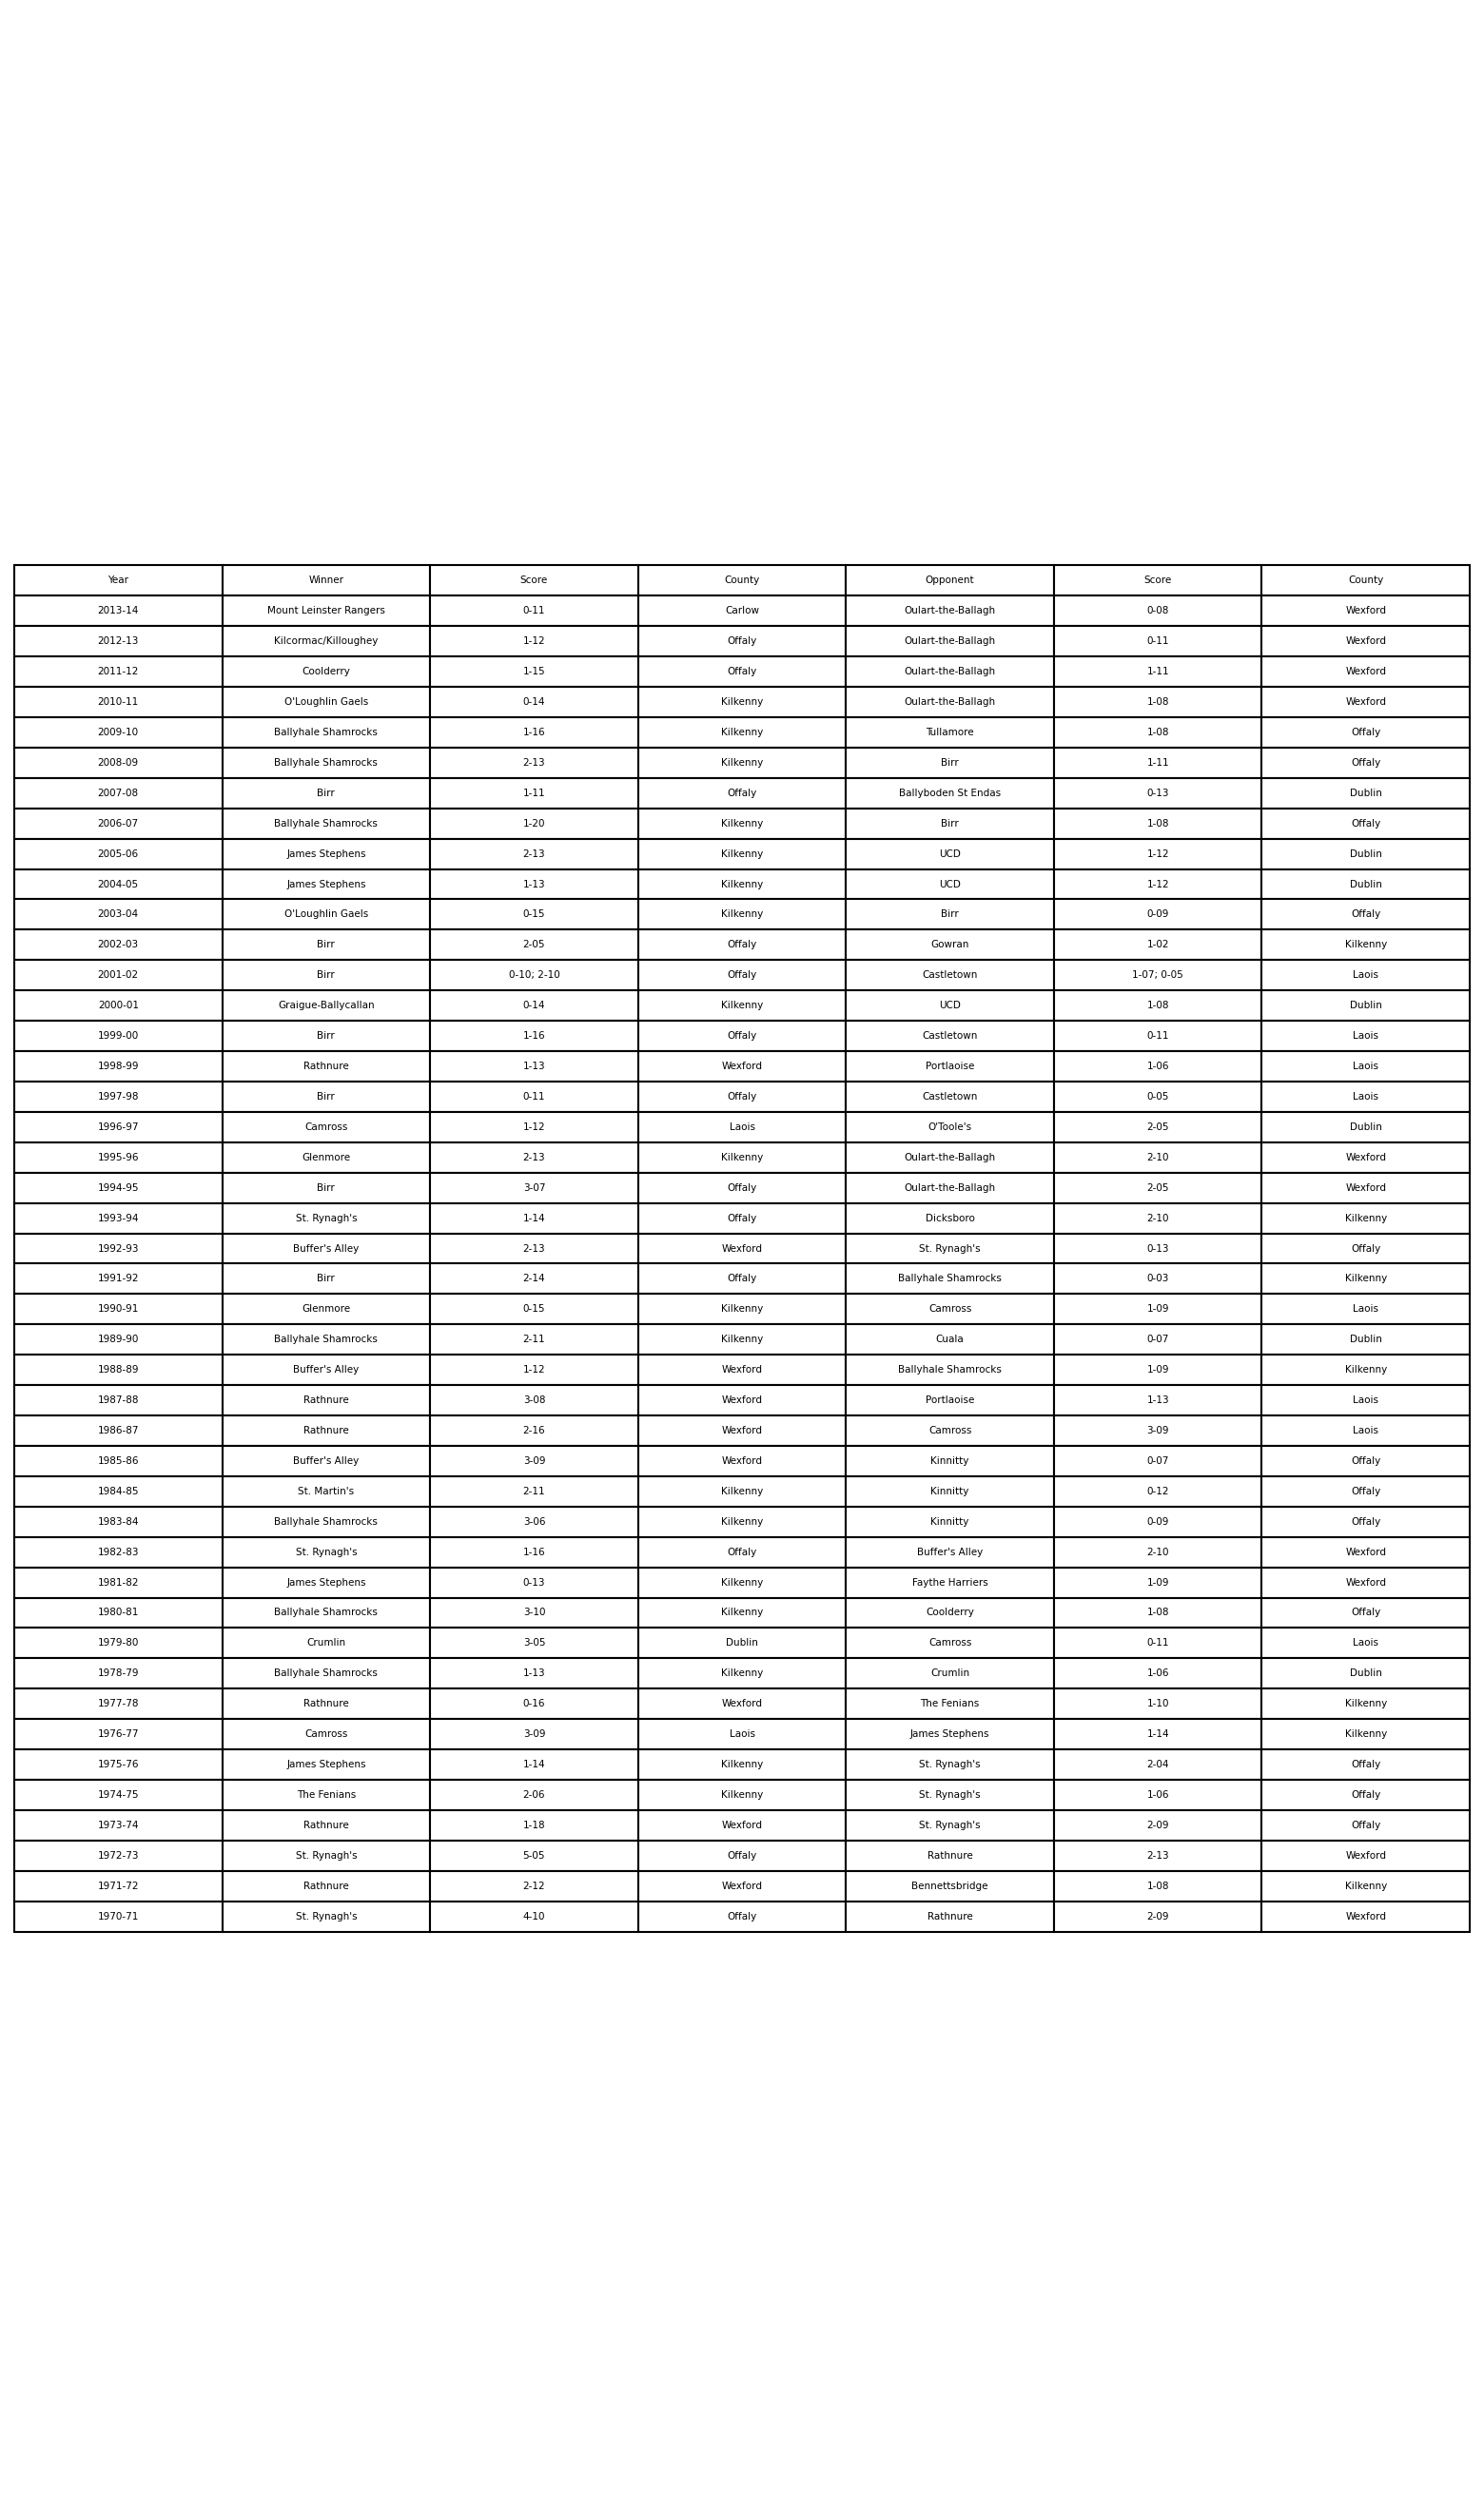 Year Winner Score County Opponent Score County
2013-14 Mount Leinster Rangers 0-11 Carlow Oulart-the-Ballagh 0-08 Wexford
2012-13 Kilcormac/Killoughey 1-12 Offaly Oulart-the-Ballagh 0-11 Wexford
2011-12 Coolderry 1-15 Offaly Oulart-the-Ballagh 1-11 Wexford
2010-11 O'Loughlin Gaels 0-14 Kilkenny Oulart-the-Ballagh 1-08 Wexford
2009-10 Ballyhale Shamrocks 1-16 Kilkenny Tullamore 1-08 Offaly
2008-09 Ballyhale Shamrocks 2-13 Kilkenny Birr 1-11 Offaly
2007-08 Birr 1-11 Offaly Ballyboden St Endas 0-13 Dublin
2006-07 Ballyhale Shamrocks 1-20 Kilkenny Birr 1-08 Offaly
2005-06 James Stephens 2-13 Kilkenny UCD 1-12 Dublin
2004-05 James Stephens 1-13 Kilkenny UCD 1-12 Dublin
2003-04 O'Loughlin Gaels 0-15 Kilkenny Birr 0-09 Offaly
2002-03 Birr 2-05 Offaly Gowran 1-02 Kilkenny
2001-02 Birr 0-10; 2-10 Offaly Castletown 1-07; 0-05 Laois
2000-01 Graigue-Ballycallan 0-14 Kilkenny UCD 1-08 Dublin
1999-00 Birr 1-16 Offaly Castletown 0-11 Laois
1998-99 Rathnure 1-13 Wexford Portlaoise 1-06 Laois
1997-98 Birr 0-11 Offaly Castletown 0-05 Laois
1996-97 Camross 1-12 Laois O'Toole's 2-05 Dublin
1995-96 Glenmore 2-13 Kilkenny Oulart-the-Ballagh 2-10 Wexford
1994-95 Birr 3-07 Offaly Oulart-the-Ballagh 2-05 Wexford
1993-94 St. Rynagh's 1-14 Offaly Dicksboro 2-10 Kilkenny
1992-93 Buffer's Alley 2-13 Wexford St. Rynagh's 0-13 Offaly
1991-92 Birr 2-14 Offaly Ballyhale Shamrocks 0-03 Kilkenny
1990-91 Glenmore 0-15 Kilkenny Camross 1-09 Laois
1989-90 Ballyhale Shamrocks 2-11 Kilkenny Cuala 0-07 Dublin
1988-89 Buffer's Alley 1-12 Wexford Ballyhale Shamrocks 1-09 Kilkenny
1987-88 Rathnure 3-08 Wexford Portlaoise 1-13 Laois
1986-87 Rathnure 2-16 Wexford Camross 3-09 Laois
1985-86 Buffer's Alley 3-09 Wexford Kinnitty 0-07 Offaly
1984-85 St. Martin's 2-11 Kilkenny Kinnitty 0-12 Offaly
1983-84 Ballyhale Shamrocks 3-06 Kilkenny Kinnitty 0-09 Offaly
1982-83 St. Rynagh's 1-16 Offaly Buffer's Alley 2-10 Wexford
1981-82 James Stephens 0-13 Kilkenny Faythe Harriers 1-09 Wexford
1980-81 Ballyhale Shamrocks 3-10 Kilkenny Coolderry 1-08 Offaly
1979-80 Crumlin 3-05 Dublin Camross 0-11 Laois
1978-79 Ballyhale Shamrocks 1-13 Kilkenny Crumlin 1-06 Dublin
1977-78 Rathnure 0-16 Wexford The Fenians 1-10 Kilkenny
1976-77 Camross 3-09 Laois James Stephens 1-14 Kilkenny
1975-76 James Stephens 1-14 Kilkenny St. Rynagh's 2-04 Offaly
1974-75 The Fenians 2-06 Kilkenny St. Rynagh's 1-06 Offaly
1973-74 Rathnure 1-18 Wexford St. Rynagh's 2-09 Offaly
1972-73 St. Rynagh's 5-05 Offaly Rathnure 2-13 Wexford
1971-72 Rathnure 2-12 Wexford Bennettsbridge 1-08 Kilkenny
1970-71 St. Rynagh's 4-10 Offaly Rathnure 2-09 Wexford